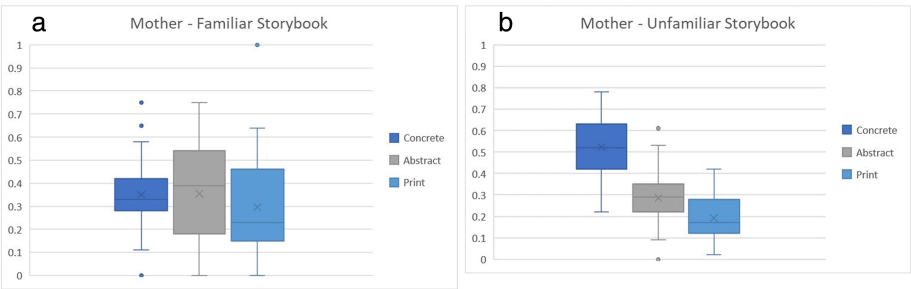 a
Mother - Familiar Storybook
1
0.9
0.8
0.7
0.6
0.5
0.4
0.3
0.2
0.1
0
Concrete
Abstract
Print
b
Mother - Unfamiliar Storybook
1
0.9
0.8
0.7
0.6
0.5
0.4
0.3
0.2
0.1
0
Concrete
Abstract
Print